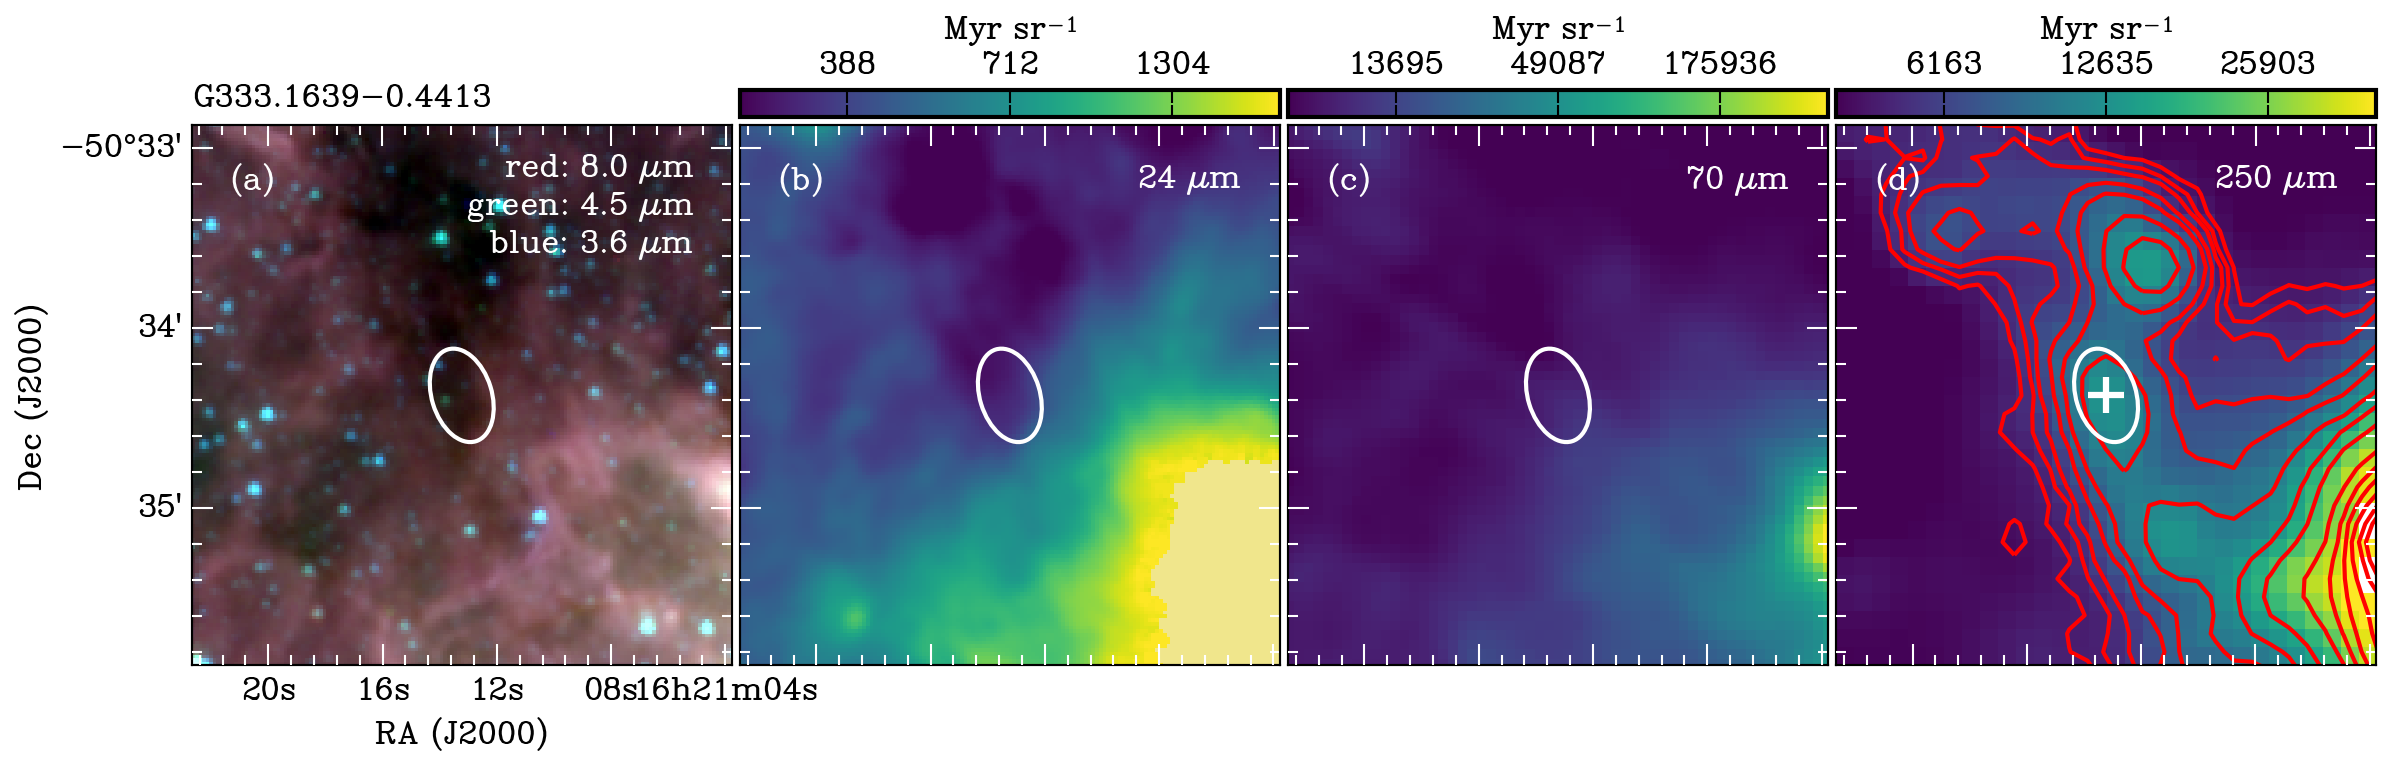 Myr sr⁻¹
388 712 1304
Myr sr⁻¹
13695 49087 175936
Myr sr⁻¹
6163 12635 25903
G333.1639−0.4413
(a)
red: 8.0 μm
green: 4.5 μm
blue: 3.6 μm
(b)
24 μm
(c)
70 μm
(d)
250 μm
−50°33'
34'
35'
Dec (J2000)
20s 16s 12s 08s 16h21m04s
RA (J2000)